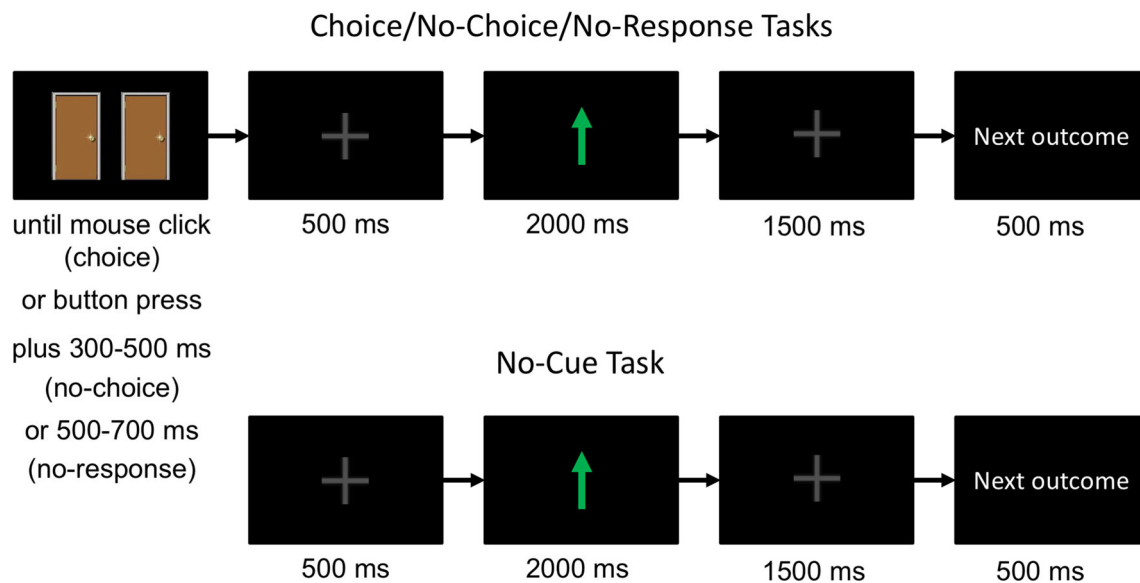 Choice/No-Choice/No-Response Tasks
Next outcome
until mouse click
(choice)
or button press
plus 300-500 ms
(no-choice)
or 500-700 ms
(no-response)
500 ms
2000 ms
1500 ms
500 ms
No-Cue Task
Next outcome
500 ms
2000 ms
1500 ms
500 ms